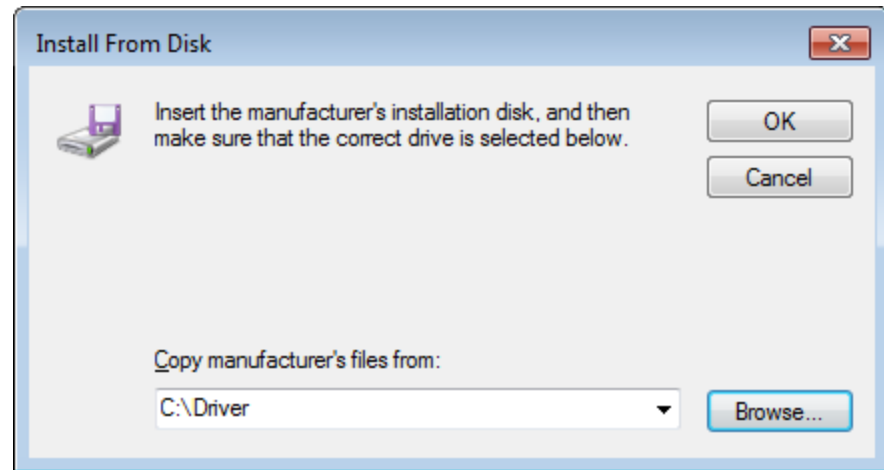 Install From Disk
Insert the manufacturer's installation disk, and then
make sure that the correct drive is selected below.
OK
Cancel
Copy manufacturer's files from:
C:\Driver
Browse...